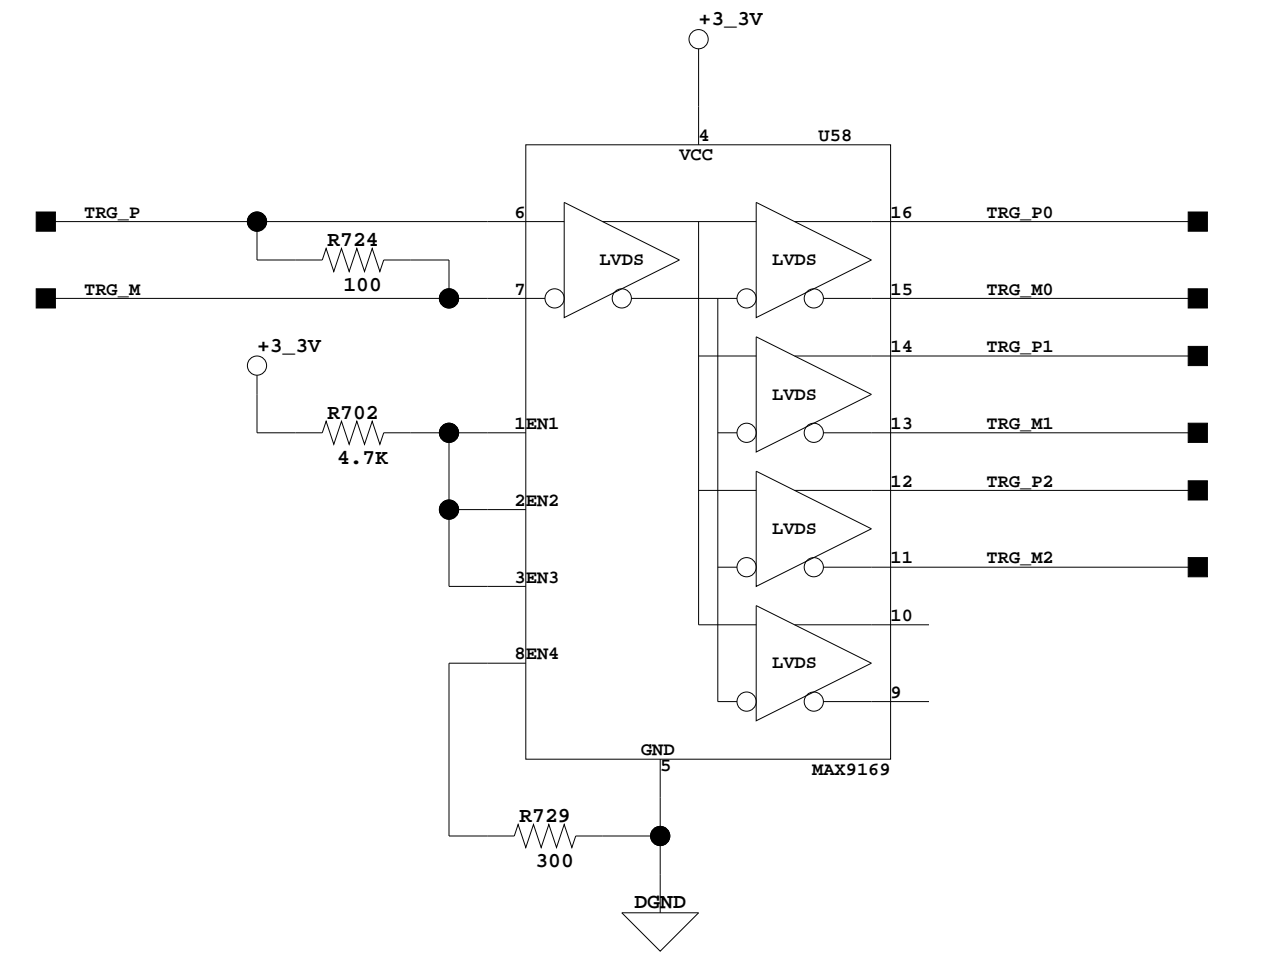 +3_3V
4
U58
VCC
TRG_P
6
16
TRG_P0
R724
LVDS
LVDS
100
TRG_M
7
15
TRG_M0
+3_3V
14
TRG_P1
LVDS
R702
1EN1
13
TRG_M1
4.7K
12
TRG_P2
2EN2
LVDS
11
TRG_M2
3EN3
10
8EN4
LVDS
9
GND
5
MAX9169
R729
300
DGND